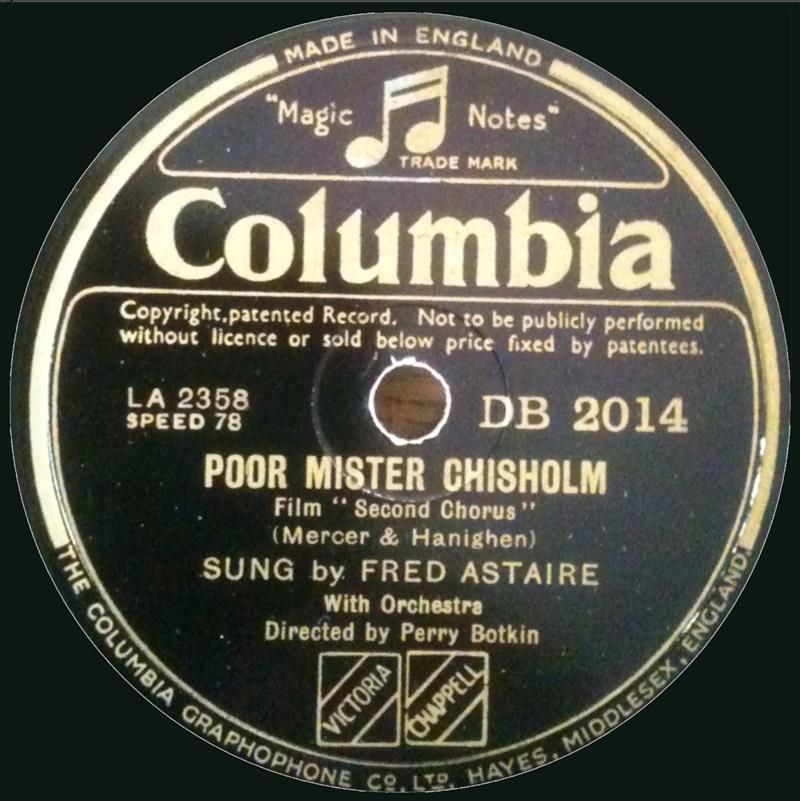 MADE IN ENGLAND
"Magic Notes"
TRADE MARK
Columbia
Copyright, patented Record. Not to be publicly performed
without licence or sold below price fixed by patentees.
LA 2358
SPEED 78
DB 2014
POOR MISTER CHISHOLM
Film "Second Chorus"
(Mercer & Hanighen)
SUNG by FRED ASTAIRE
With Orchestra
Directed by Perry Botkin
VICTORIA
CHAPPELL
THE COLUMBIA GRAPHOPHONE CO. LTD. HAYES, MIDDLESEX, ENGLAND.